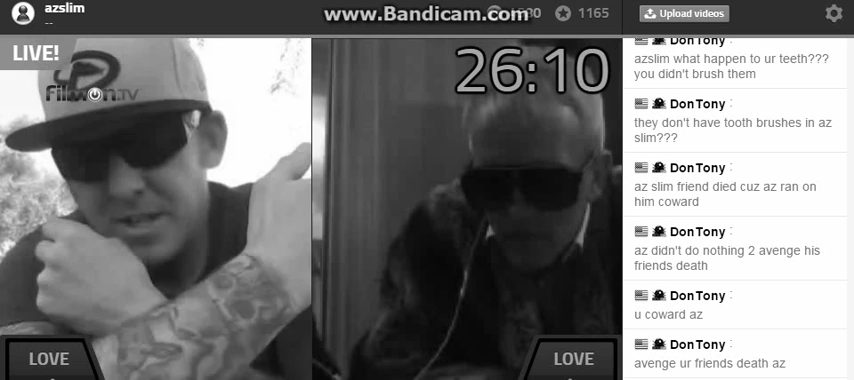 azslim
--
www.Bandicam.com
1165
Upload videos
LIVE!
26:10
FilmOn.TV
LOVE
LOVE
DonTony :
azslim what happen to ur teeth???
you didn't brush them
DonTony :
they don't have tooth brushes in az
slim???
DonTony :
az slim friend died cuz az ran on
him coward
DonTony :
az didn't do nothing 2 avenge his
friends death
DonTony :
u coward az
DonTony :
avenge ur friends death az